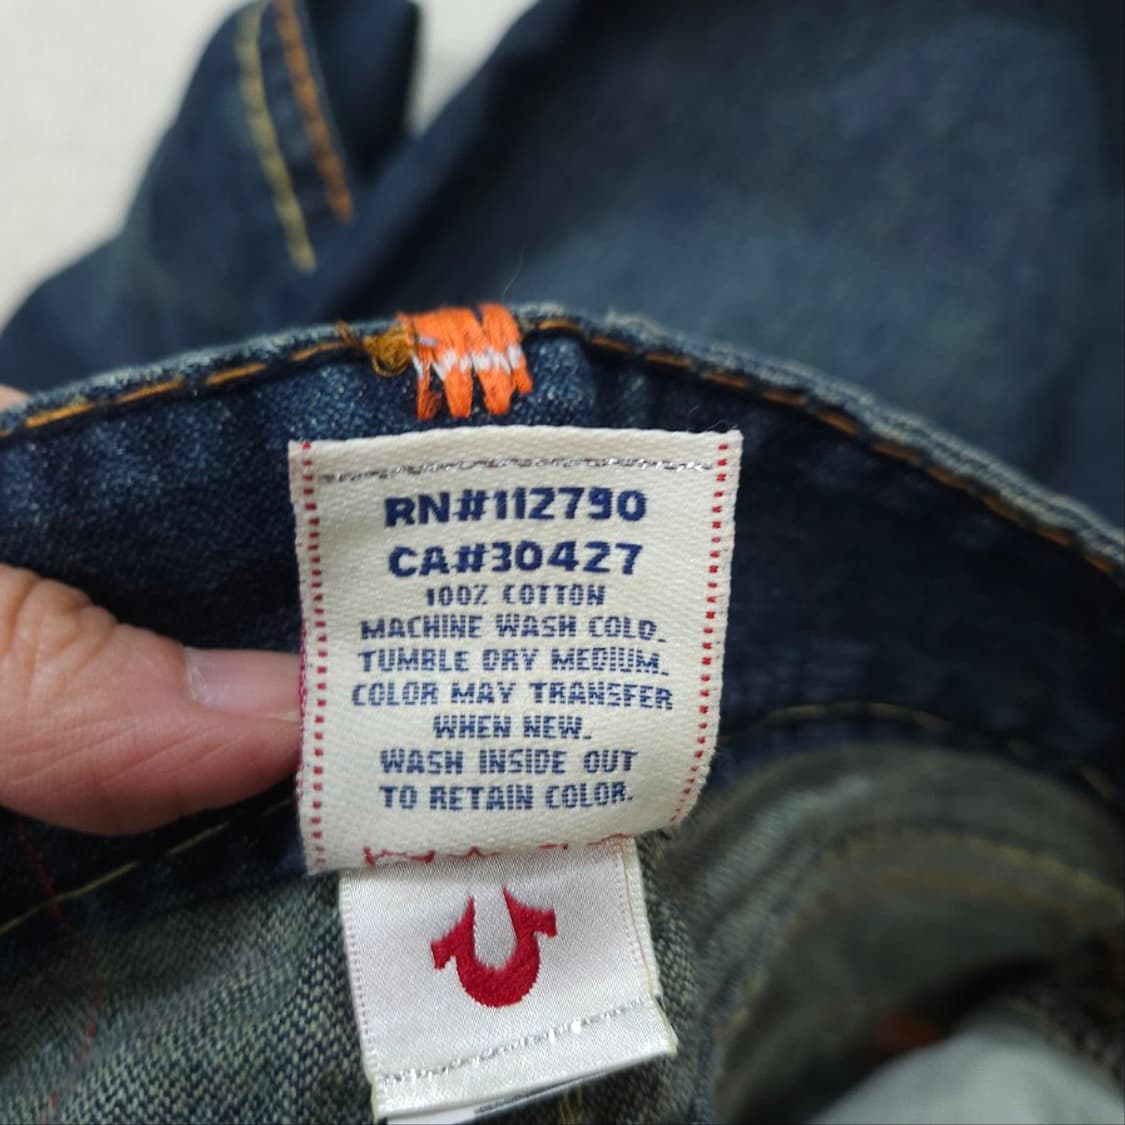 RN#112790
CA#30427
100% COTTON
MACHINE WASH COLD.
TUMBLE DRY MEDIUM.
COLOR MAY TRANSFER
WHEN NEW.
WASH INSIDE OUT
TO RETAIN COLOR.